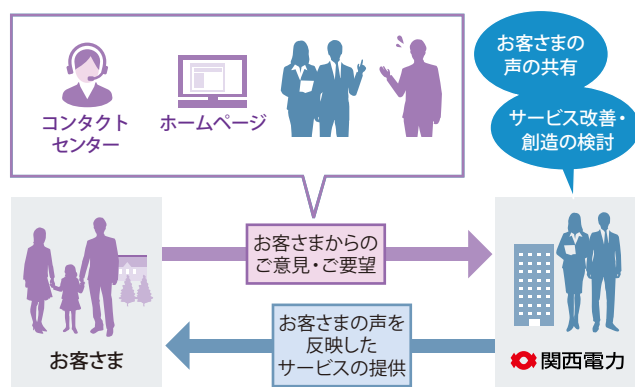 コンタクト
センター
ホームページ
お客さまの
声の共有
サービス改善・
創造の検討
お客さまからの
ご意見・ご要望
お客さまの声を
反映した
サービスの提供
お客さま
関西電力